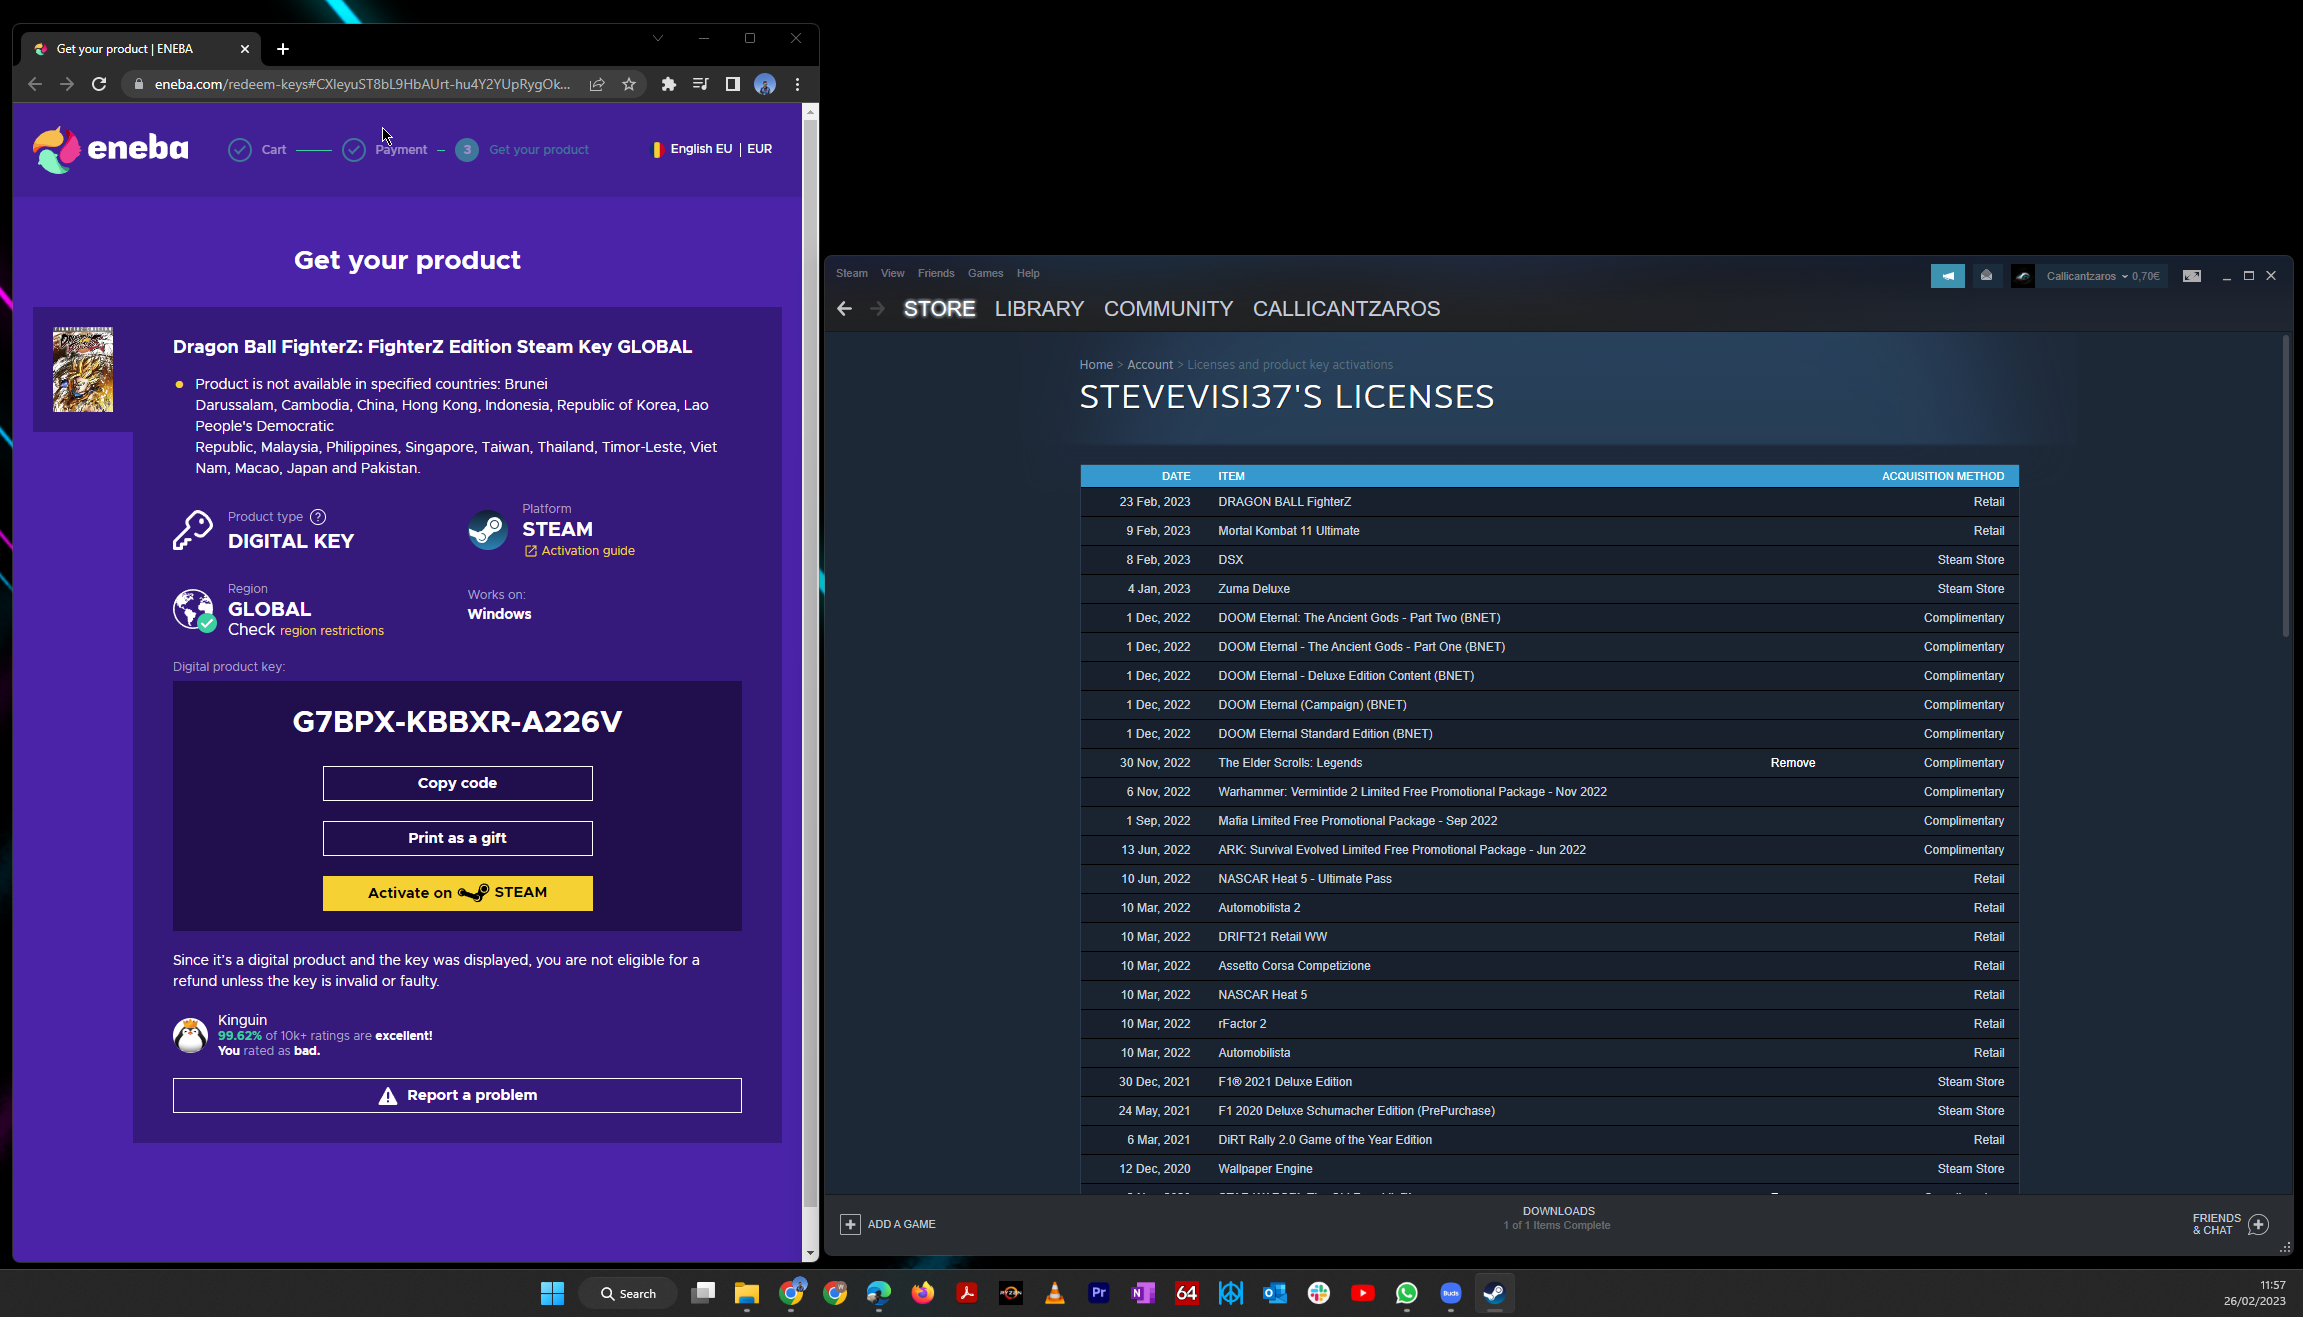 Get your product | ENEBA
eneba.com/redeem-keys#CXleyuST8bL9HbAUrt-hu4Y2YUpRygOk...
eneba
Cart
Payment
3
Get your product
English EU | EUR
Get your product
Dragon Ball FighterZ: FighterZ Edition Steam Key GLOBAL
Product is not available in specified countries: Brunei
Darussalam, Cambodia, China, Hong Kong, Indonesia, Republic of Korea, Lao
People's Democratic
Republic, Malaysia, Philippines, Singapore, Taiwan, Thailand, Timor-Leste, Viet
Nam, Macao, Japan and Pakistan.
Product type ?
DIGITAL KEY
Platform
STEAM
Activation guide
Region
GLOBAL
Check region restrictions
Works on:
Windows
Digital product key:
G7BPX-KBBXR-A226V
Copy code
Print as a gift
Activate on STEAM
Since it's a digital product and the key was displayed, you are not eligible for a
refund unless the key is invalid or faulty.
Kinguin
99.62% of 10k+ ratings are excellent!
You rated as bad.
Report a problem
Steam View Friends Games Help
Callicantzaros 0,70€
STORE LIBRARY COMMUNITY CALLICANTZAROS
Home > Account > Licenses and product key activations
STEVEVISI37'S LICENSES
DATE ITEM ACQUISITION METHOD
23 Feb, 2023 DRAGON BALL FighterZ Retail
9 Feb, 2023 Mortal Kombat 11 Ultimate Retail
8 Feb, 2023 DSX Steam Store
4 Jan, 2023 Zuma Deluxe Steam Store
1 Dec, 2022 DOOM Eternal: The Ancient Gods - Part Two (BNET) Complimentary
1 Dec, 2022 DOOM Eternal - The Ancient Gods - Part One (BNET) Complimentary
1 Dec, 2022 DOOM Eternal - Deluxe Edition Content (BNET) Complimentary
1 Dec, 2022 DOOM Eternal (Campaign) (BNET) Complimentary
1 Dec, 2022 DOOM Eternal Standard Edition (BNET) Complimentary
30 Nov, 2022 The Elder Scrolls: Legends Remove Complimentary
6 Nov, 2022 Warhammer: Vermintide 2 Limited Free Promotional Package - Nov 2022 Complimentary
1 Sep, 2022 Mafia Limited Free Promotional Package - Sep 2022 Complimentary
13 Jun, 2022 ARK: Survival Evolved Limited Free Promotional Package - Jun 2022 Complimentary
10 Jun, 2022 NASCAR Heat 5 - Ultimate Pass Retail
10 Mar, 2022 Automobilista 2 Retail
10 Mar, 2022 DRIFT21 Retail WW Retail
10 Mar, 2022 Assetto Corsa Competizione Retail
10 Mar, 2022 NASCAR Heat 5 Retail
10 Mar, 2022 rFactor 2 Retail
10 Mar, 2022 Automobilista Retail
30 Dec, 2021 F1® 2021 Deluxe Edition Steam Store
24 May, 2021 F1 2020 Deluxe Schumacher Edition (PrePurchase) Steam Store
6 Mar, 2021 DiRT Rally 2.0 Game of the Year Edition Retail
12 Dec, 2020 Wallpaper Engine Steam Store
ADD A GAME
DOWNLOADS
1 of 1 Items Complete
FRIENDS
& CHAT
Search
RYZEN
Pr
N
64
Buds
11:57
26/02/2023